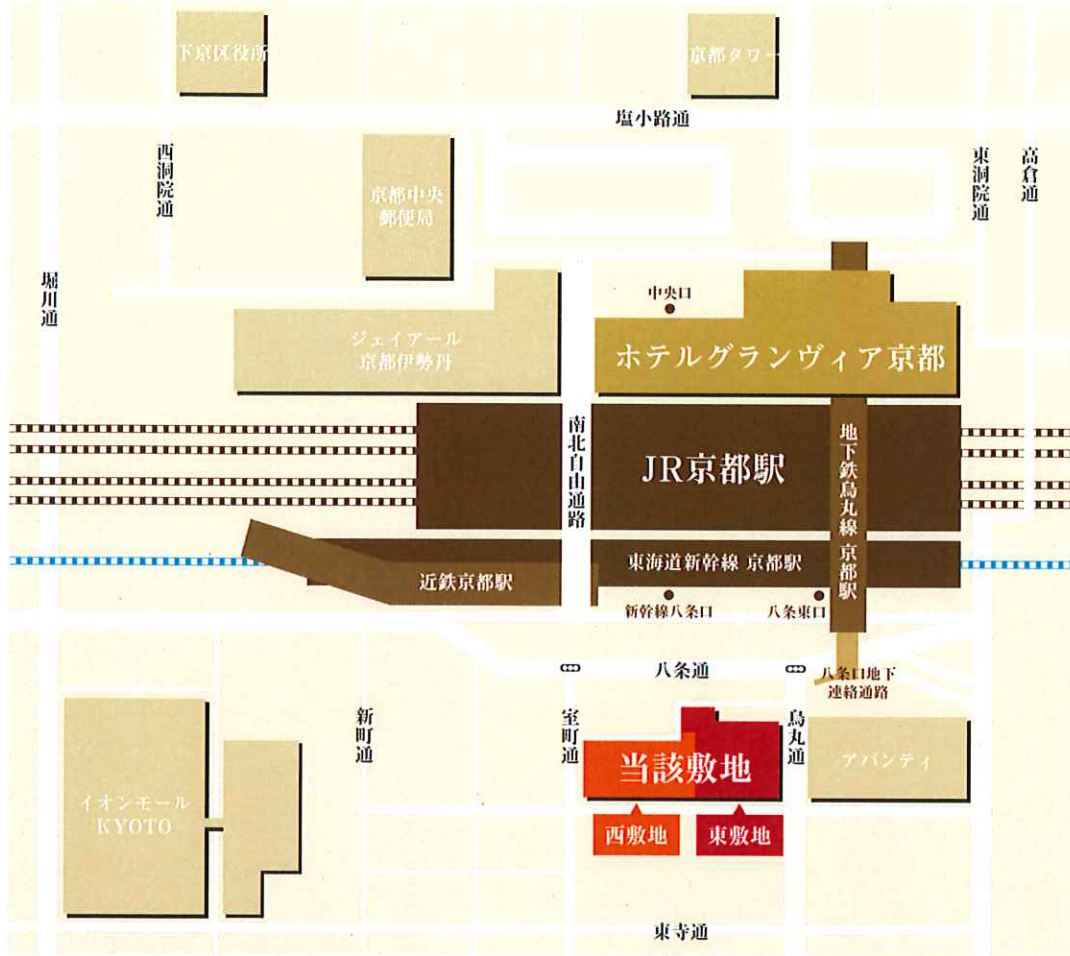 下京区役所
京都タワー
塩小路通
西洞院通
京都中央
郵便局
東洞院通
高倉通
堀川通
中央口
ジェイアール
京都伊勢丹
ホテルグランヴィア京都
南北自由通路
JR京都駅
地下鉄烏丸線 京都駅
近鉄京都駅
東海道新幹線 京都駅
新幹線八条口
八条東口
八条通
八条口地下
連絡通路
新町通
室町通
烏丸通
当該敷地
アバンティ
イオンモール
KYOTO
西敷地
東敷地
東寺通